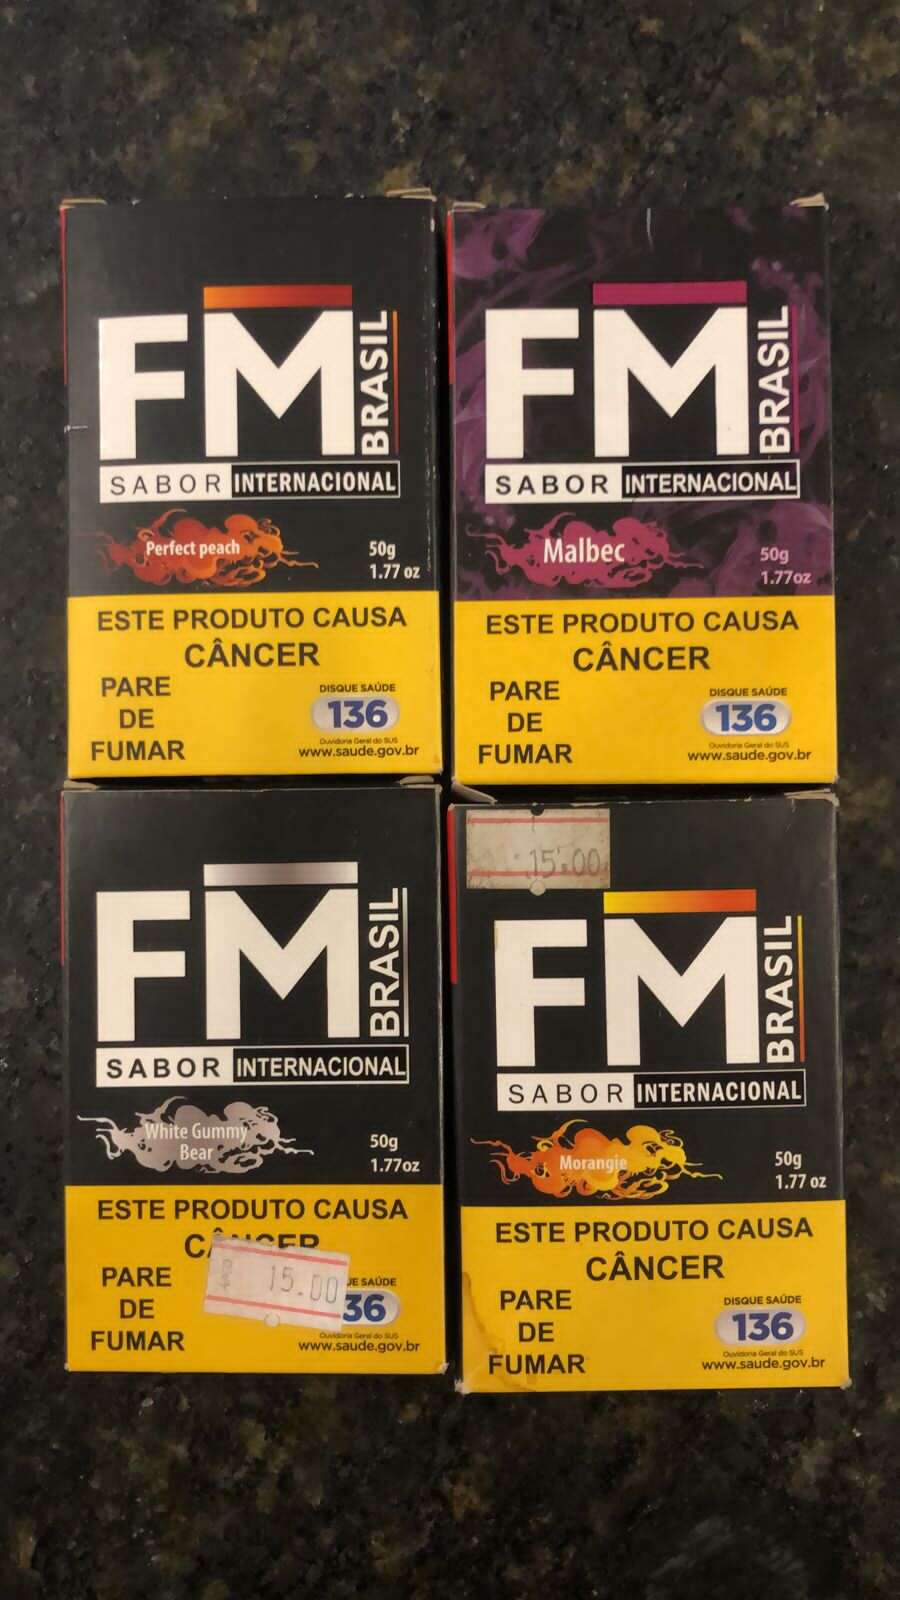 FM BRASIL
SABOR INTERNACIONAL
Perfect peach
50g
1.77 oz
ESTE PRODUTO CAUSA
CÂNCER
PARE
DE
FUMAR
DISQUE SAÚDE
136
Ouvidoria Geral do SUS
www.saude.gov.br
FM BRASIL
SABOR INTERNACIONAL
Malbec
50g
1.77oz
ESTE PRODUTO CAUSA
CÂNCER
PARE
DE
FUMAR
DISQUE SAÚDE
136
Ouvidoria Geral do SUS
www.saude.gov.br
FM BRASIL
SABOR INTERNACIONAL
White Gummy
Bear
50g
1.77oz
ESTE PRODUTO CAUSA
CÂNCER
15.00
PARE
DE
FUMAR
SAÚDE
36
Ouvidoria Geral do SUS
www.saude.gov.br
15.00
FM BRASIL
SABOR INTERNACIONAL
Morangie
50g
1.77 oz
ESTE PRODUTO CAUSA
CÂNCER
PARE
DE
FUMAR
DISQUE SAÚDE
136
Ouvidoria Geral do SUS
www.saude.gov.br